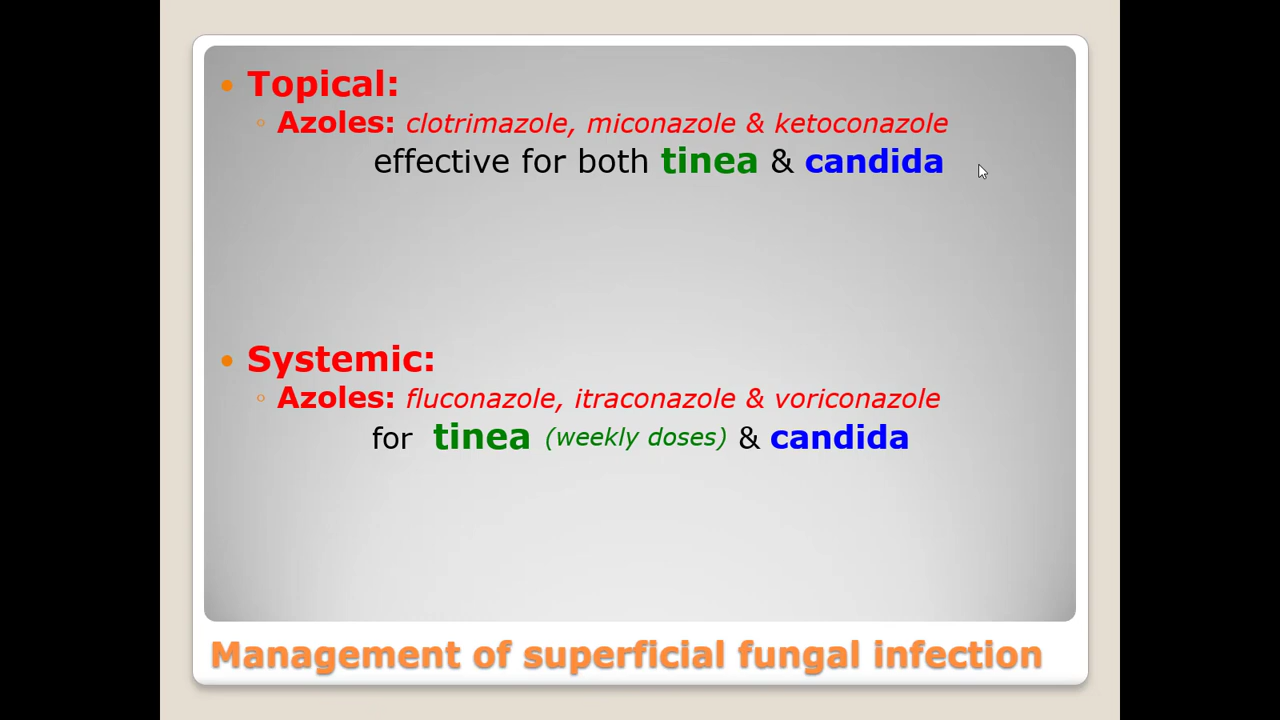 Topical:
Azoles: clotrimazole, miconazole & ketoconazole
effective for both tinea & candida
Systemic:
Azoles: fluconazole, itraconazole & voriconazole
for tinea (weekly doses) & candida
Management of superficial fungal infection